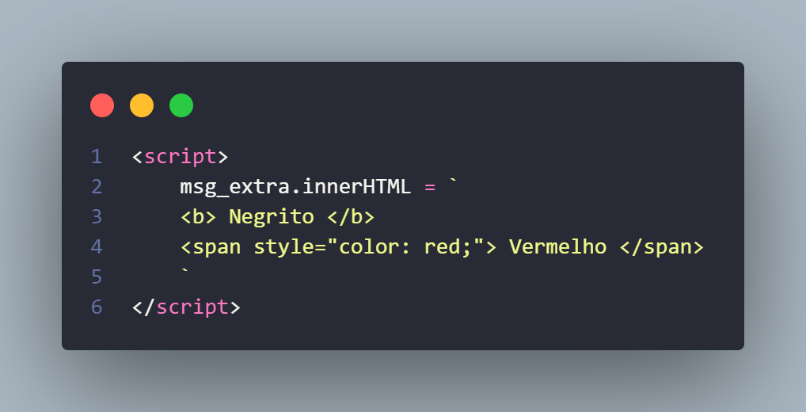 1 <script>
2 msg_extra.innerHTML = `
3 <b> Negrito </b>
4 <span style="color: red;"> Vermelho </span>
5 `
6 </script>